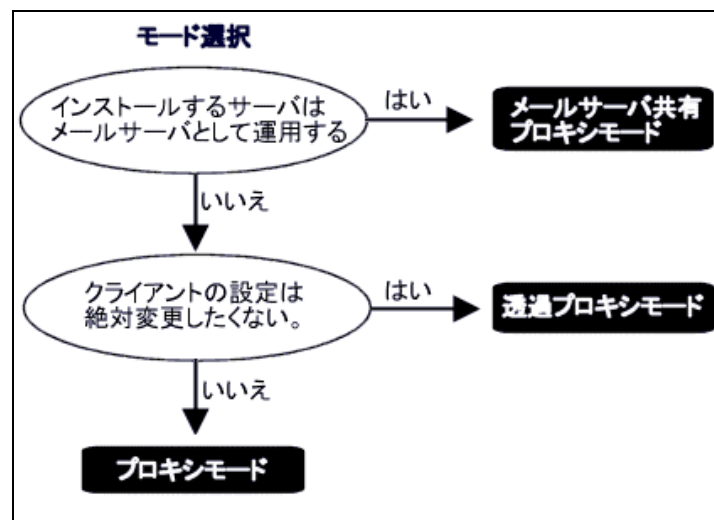 モード選択
インストールするサーバは
メールサーバとして運用する
はい
メールサーバ共有
プロキシモード
いいえ
クライアントの設定は
絶対変更したくない。
はい
透過プロキシモード
いいえ
プロキシモード